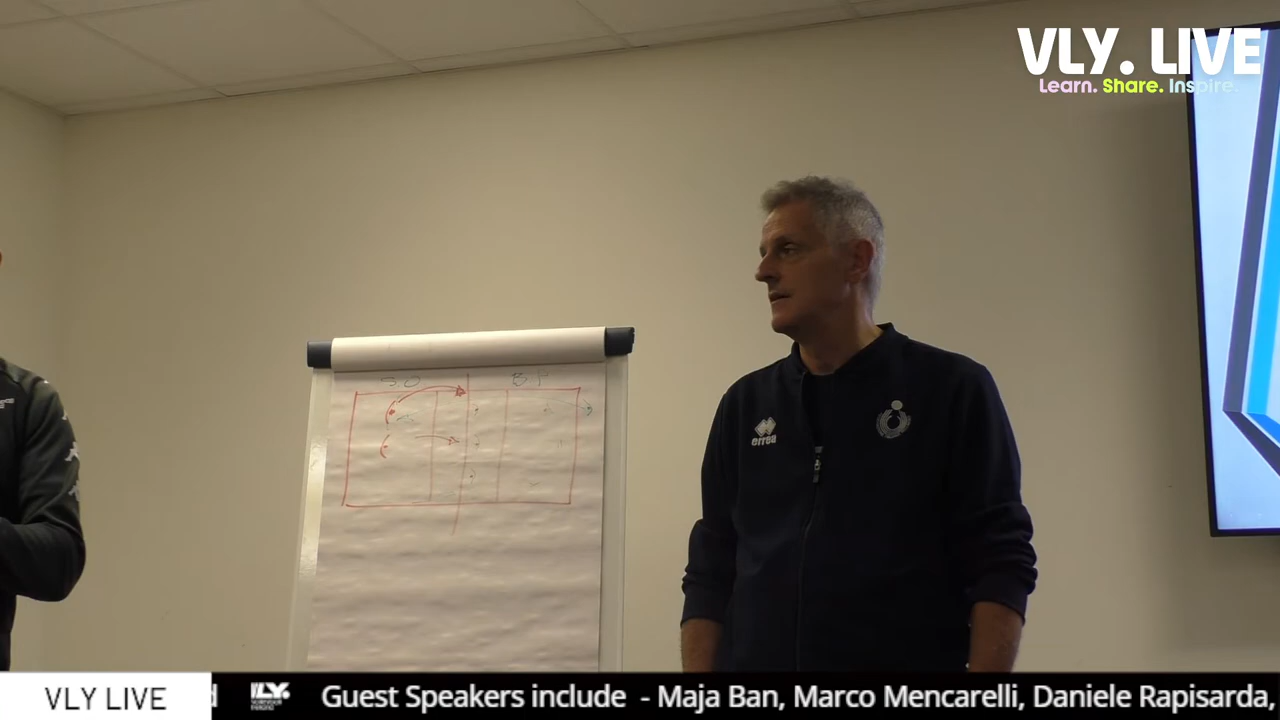 VLY. LIVE
Learn. Share. Inspire.
S.O
B.P
errea
VLY LIVE
Guest Speakers include - Maja Ban, Marco Mencarelli, Daniele Rapisarda,